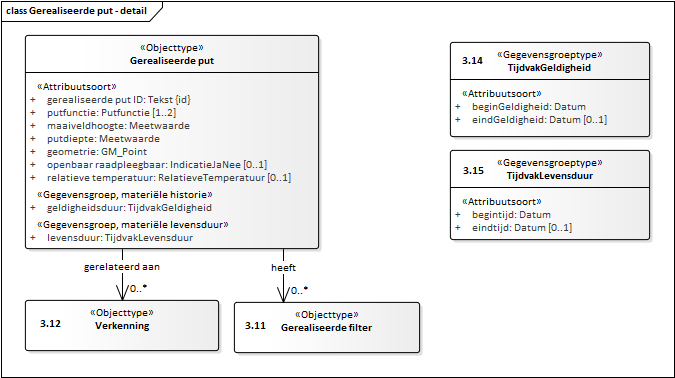 class Gerealiseerde put - detail
«Objecttype»
Gerealiseerde put
«Attribuutsoort»
+ gerealiseerde put ID: Tekst {id}
+ putfunctie: Putfunctie [1..2]
+ maaiveldhoogte: Meetwaarde
+ putdiepte: Meetwaarde
+ geometrie: GM_Point
+ openbaar raadpleegbaar: IndicatieJaNee [0..1]
+ relatieve temperatuur: RelatieveTemperatuur [0..1]
«Gegevensgroep, materiële historie»
+ geldigheidsduur: TijdvakGeldigheid
«Gegevensgroep, materiële levensduur»
+ levensduur: TijdvakLevensduur
3.14 «Gegevensgroeptype»
TijdvakGeldigheid
«Attribuutsoort»
+ beginGeldigheid: Datum
+ eindGeldigheid: Datum [0..1]
3.15 «Gegevensgroeptype»
TijdvakLevensduur
«Attribuutsoort»
+ begintijd: Datum
+ eindtijd: Datum [0..1]
gerelateerd aan
0..*
heeft
0..*
«Objecttype»
3.12 Verkenning
«Objecttype»
3.11 Gerealiseerde filter